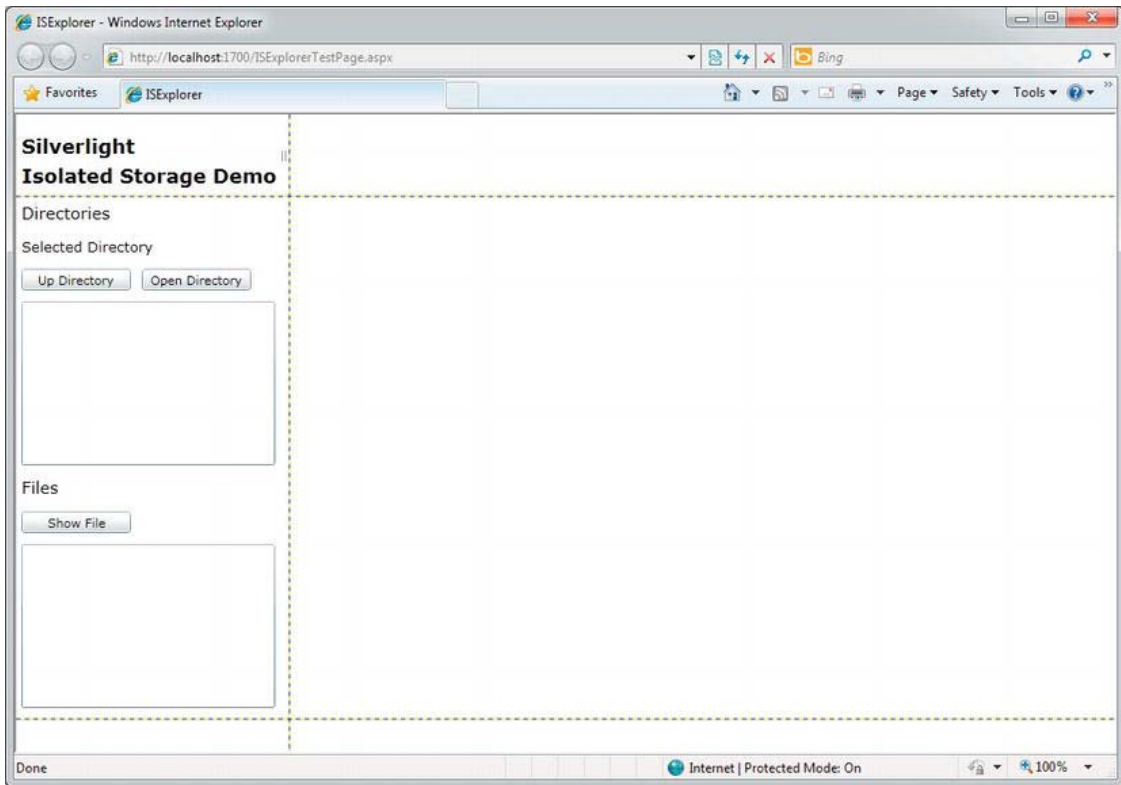 ISExplorer - Windows Internet Explorer
http://localhost:1700/ISExplorerTestPage.aspx
Bing
Favorites
ISExplorer
Page
Safety
Tools
Silverlight
Isolated Storage Demo
Directories
Selected Directory
Up Directory
Open Directory
Files
Show File
Done
Internet | Protected Mode: On
100%